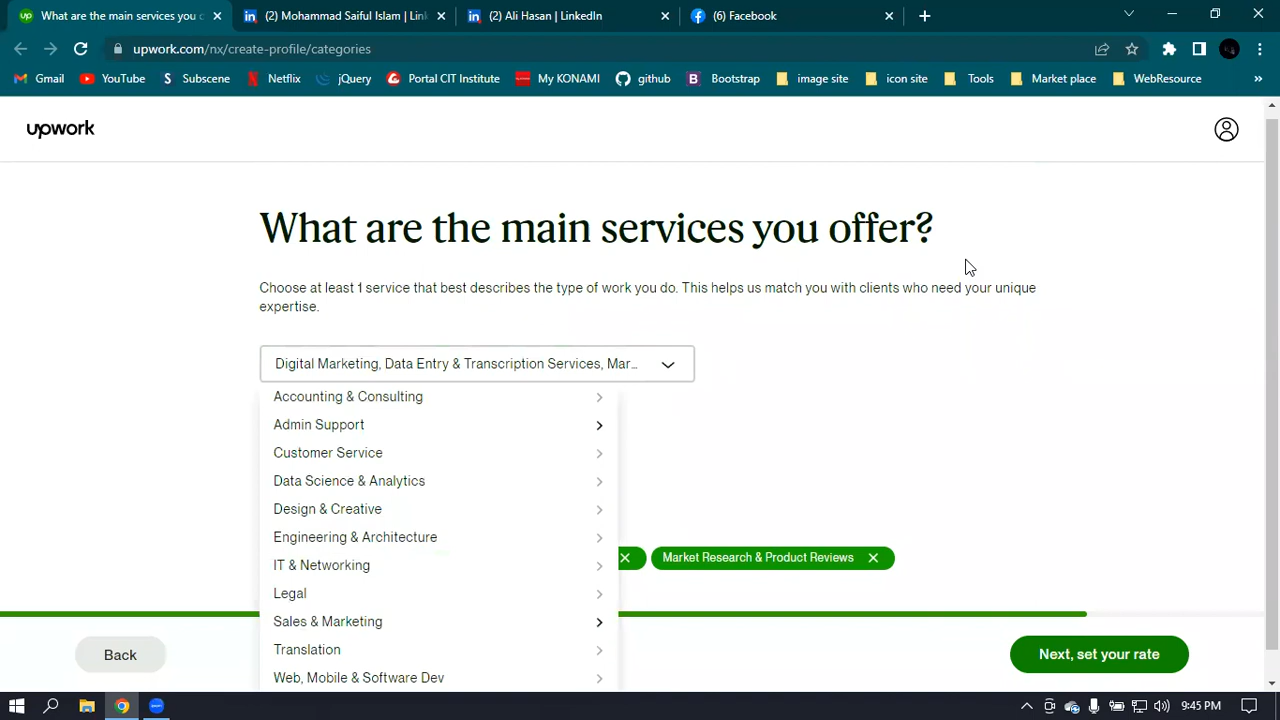 What are the main services you o
(2) Mohammad Saiful Islam | Link
(2) Ali Hasan | LinkedIn
(6) Facebook
upwork.com/nx/create-profile/categories
Gmail
YouTube
Subscene
Netflix
jQuery
Portal CIT Institute
My KONAMI
github
Bootstrap
image site
icon site
Tools
Market place
WebResource
upwork
What are the main services you offer?
Choose at least 1 service that best describes the type of work you do. This helps us match you with clients who need your unique
expertise.
Digital Marketing, Data Entry & Transcription Services, Mar...
Accounting & Consulting
Admin Support
Customer Service
Data Science & Analytics
Design & Creative
Engineering & Architecture
IT & Networking
Market Research & Product Reviews
Legal
Sales & Marketing
Translation
Web, Mobile & Software Dev
Back
Next, set your rate
9:45 PM